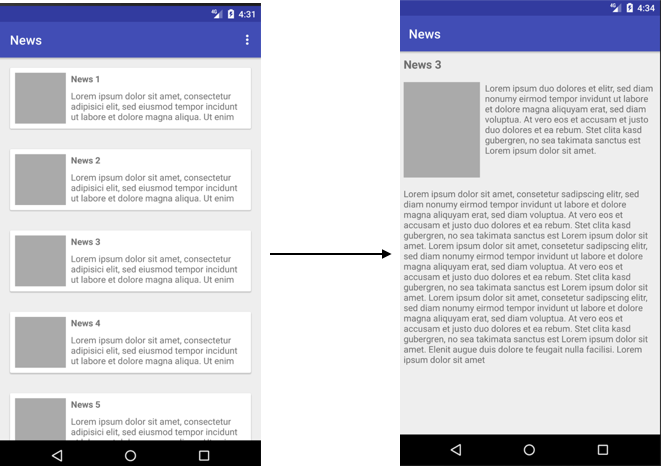 4G 4:31
News
News 1
Lorem ipsum dolor sit amet, consectetur
adipisici elit, sed eiusmod tempor incidunt
ut labore et dolore magna aliqua. Ut enim
News 2
Lorem ipsum dolor sit amet, consectetur
adipisici elit, sed eiusmod tempor incidunt
ut labore et dolore magna aliqua. Ut enim
News 3
Lorem ipsum dolor sit amet, consectetur
adipisici elit, sed eiusmod tempor incidunt
ut labore et dolore magna aliqua. Ut enim
News 4
Lorem ipsum dolor sit amet, consectetur
adipisici elit, sed eiusmod tempor incidunt
ut labore et dolore magna aliqua. Ut enim
News 5
Lorem ipsum dolor sit amet, consectetur
adipisici elit, sed eiusmod tempor incidunt
ut labore et dolore magna aliqua. Ut enim
4G 4:34
News
News 3
Lorem ipsum duo dolores et elitr, sed diam
nonumy eirmod tempor invidunt ut labore
et dolore magna aliquyam erat, sed diam
voluptua. At vero eos et accusam et justo
duo dolores et ea rebum. Stet clita kasd
gubergren, no sea takimata sanctus est
Lorem ipsum dolor sit amet.
Lorem ipsum dolor sit amet, consetetur sadipscing elitr, sed
diam nonumy eirmod tempor invidunt ut labore et dolore
magna aliquyam erat, sed diam voluptua. At vero eos et
accusam et justo duo dolores et ea rebum. Stet clita kasd
gubergren, no sea takimata sanctus est Lorem ipsum dolor sit
amet. Lorem ipsum dolor sit amet, consetetur sadipscing elitr,
sed diam nonumy eirmod tempor invidunt ut labore et dolore
magna aliquyam erat, sed diam voluptua. At vero eos et
accusam et justo duo dolores et ea rebum. Stet clita kasd
gubergren, no sea takimata sanctus est Lorem ipsum dolor sit
amet. Lorem ipsum dolor sit amet, consetetur sadipscing elitr,
sed diam nonumy eirmod tempor invidunt ut labore et dolore
magna aliquyam erat, sed diam voluptua. At vero eos et
accusam et justo duo dolores et ea rebum. Stet clita kasd
gubergren, no sea takimata sanctus est Lorem ipsum dolor sit
amet. Elenit augue duis dolore te feugait nulla facilisi. Lorem
ipsum dolor sit amet